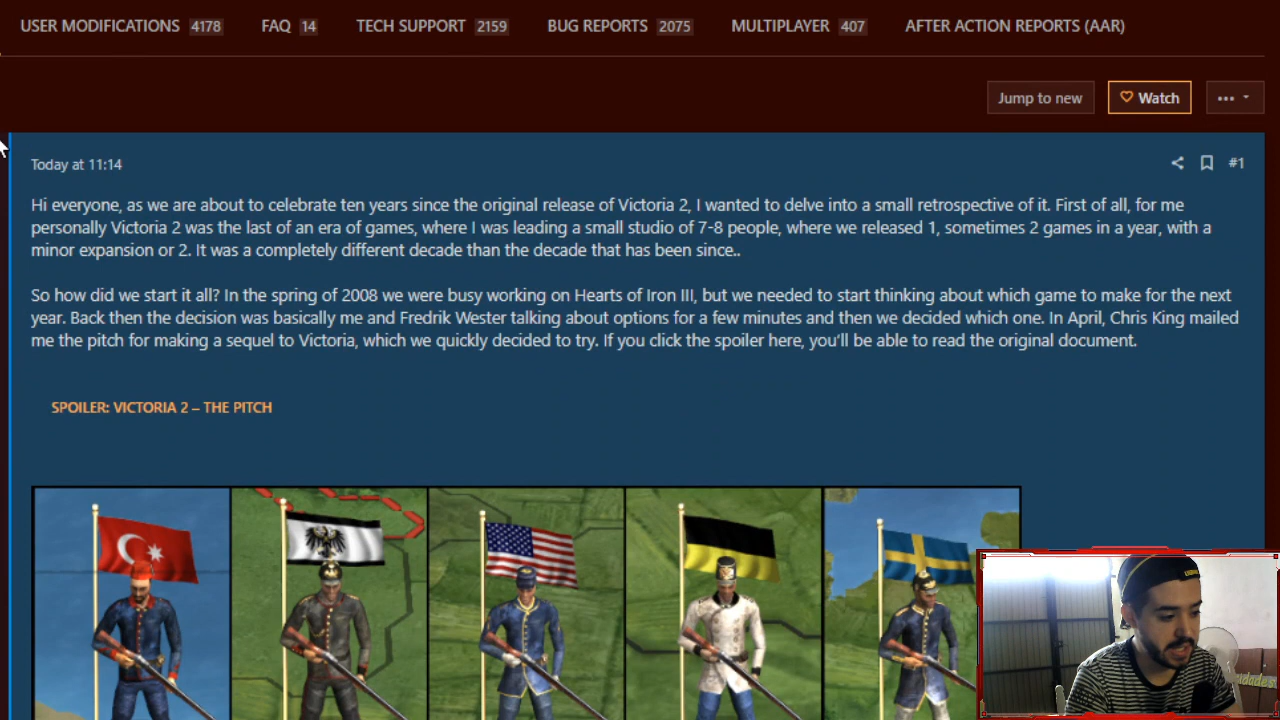 USER MODIFICATIONS 4178 FAQ 14 TECH SUPPORT 2159 BUG REPORTS 2075 MULTIPLAYER 407 AFTER ACTION REPORTS (AAR)
Jump to new Watch
Today at 11:14 #1
Hi everyone, as we are about to celebrate ten years since the original release of Victoria 2, I wanted to delve into a small retrospective of it. First of all, for me
personally Victoria 2 was the last of an era of games, where I was leading a small studio of 7-8 people, where we released 1, sometimes 2 games in a year, with a
minor expansion or 2. It was a completely different decade than the decade that has been since..
So how did we start it all? In the spring of 2008 we were busy working on Hearts of Iron III, but we needed to start thinking about which game to make for the next
year. Back then the decision was basically me and Fredrik Wester talking about options for a few minutes and then we decided which one. In April, Chris King mailed
me the pitch for making a sequel to Victoria, which we quickly decided to try. If you click the spoiler here, you'll be able to read the original document.
SPOILER: VICTORIA 2 – THE PITCH